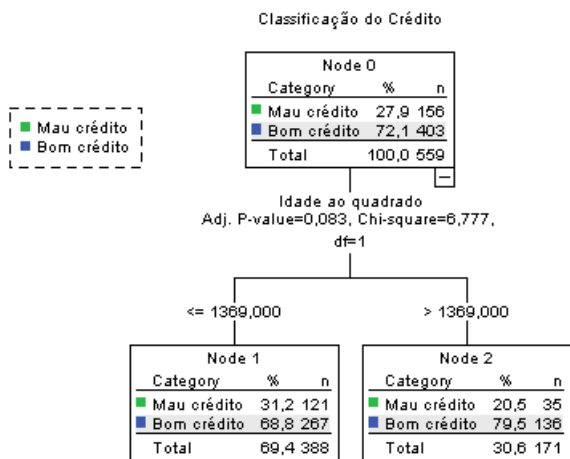 Classificação do Crédito
Node 0
Category % n
Mau crédito 27,9 156
Bom crédito 72,1 403
Total 100,0 559
Mau crédito
Bom crédito
Idade ao quadrado
Adj. P-value=0,083, Chi-square=6,777,
df=1
<= 1369,000
> 1369,000
Node 1
Category % n
Mau crédito 31,2 121
Bom crédito 68,8 267
Total 69,4 388
Node 2
Category % n
Mau crédito 20,5 35
Bom crédito 79,5 136
Total 30,6 171